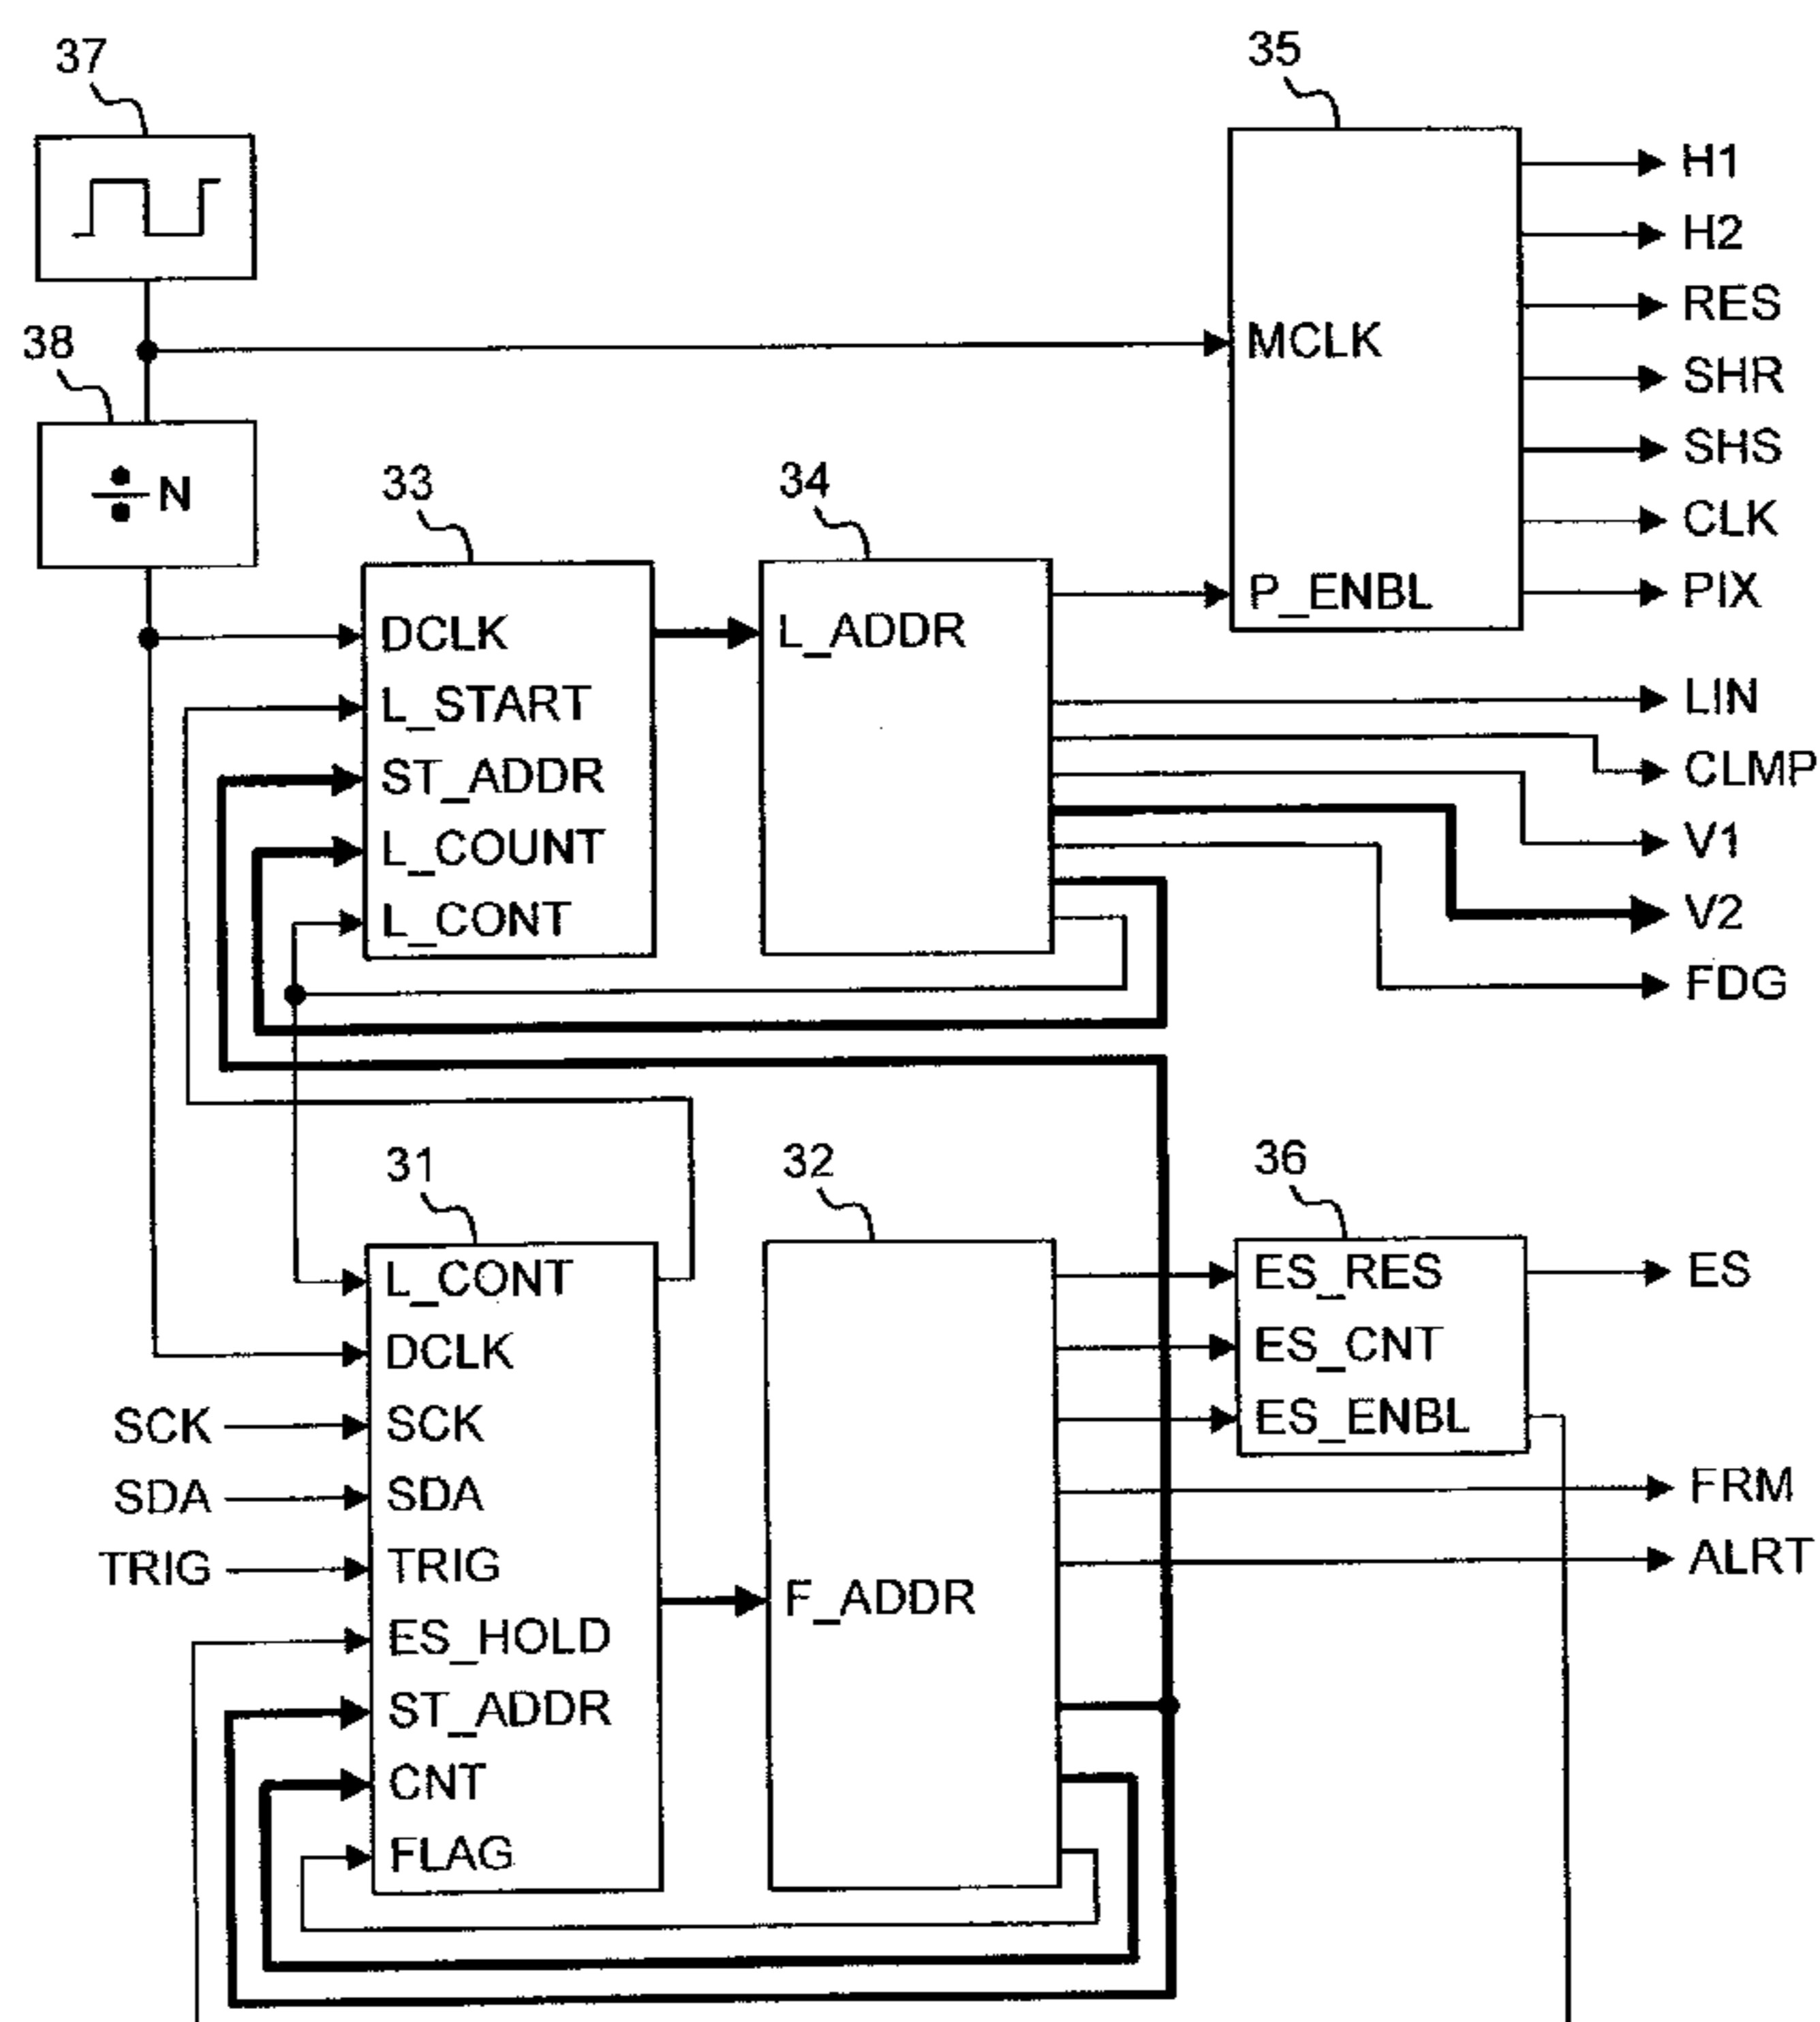 37
35
H1
H2
RES
38
MCLK
SHR
SHS
÷ N
33
34
CLK
P_ENBL
PIX
DCLK
L_ADDR
L_START
LIN
ST_ADDR
CLMP
L_COUNT
V1
L_CONT
V2
FDG
31
32
36
L_CONT
ES_RES
ES
DCLK
ES_CNT
SCK
SCK
ES_ENBL
SDA
SDA
FRM
TRIG
TRIG
ALRT
F_ADDR
ES_HOLD
ST_ADDR
CNT
FLAG